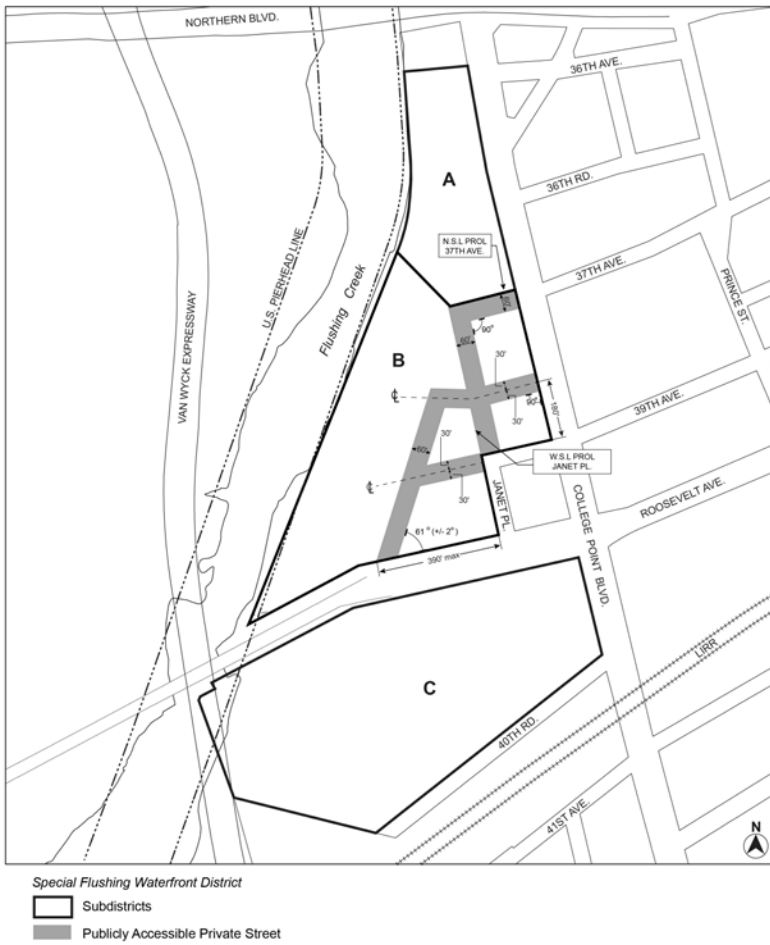 NORTHERN BLVD.
36TH AVE.
A
36TH RD.
N.S.L PROL
37TH AVE.
U.S. PIERHEAD LINE
Flushing Creek
37TH AVE.
PRINCE ST.
VAN WYCK EXPRESSWAY
60'
90°
60'
B
30'
℄
90°
30'
180'
39TH AVE.
30'
60'
W.S.L PROL
JANET PL.
℄
30'
JANET PL.
COLLEGE POINT BLVD.
ROOSEVELT AVE.
61° (+/- 2°)
390' max
LIRR
C
40TH RD.
41ST AVE.
N
Special Flushing Waterfront District
Subdistricts
Publicly Accessible Private Street